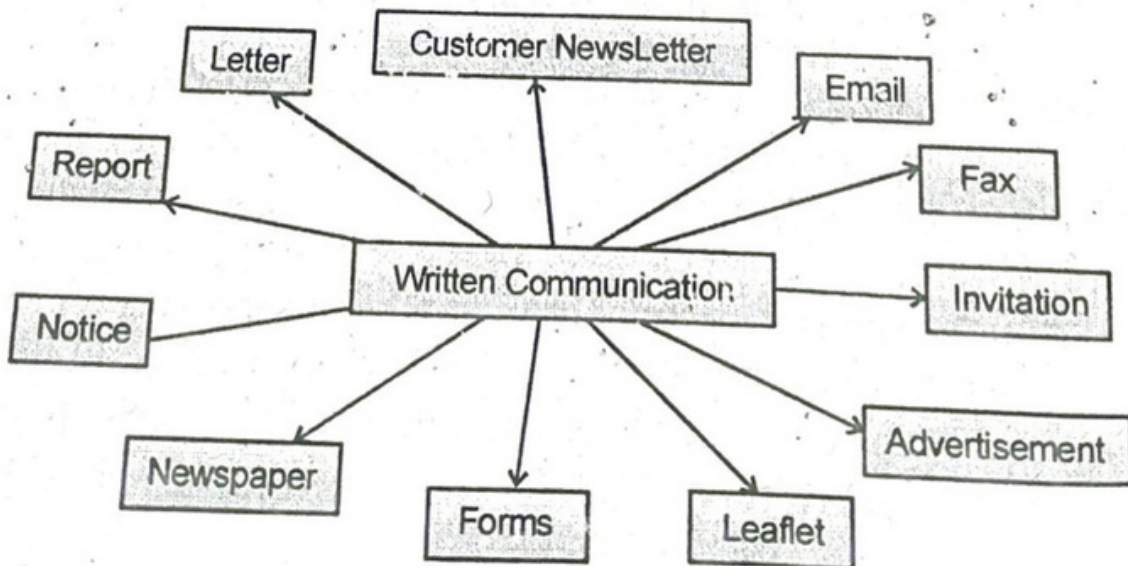 Customer NewsLetter
Letter
Email
Report
Fax
Written Communication
Invitation
Notice
Advertisement
Newspaper
Forms
Leaflet